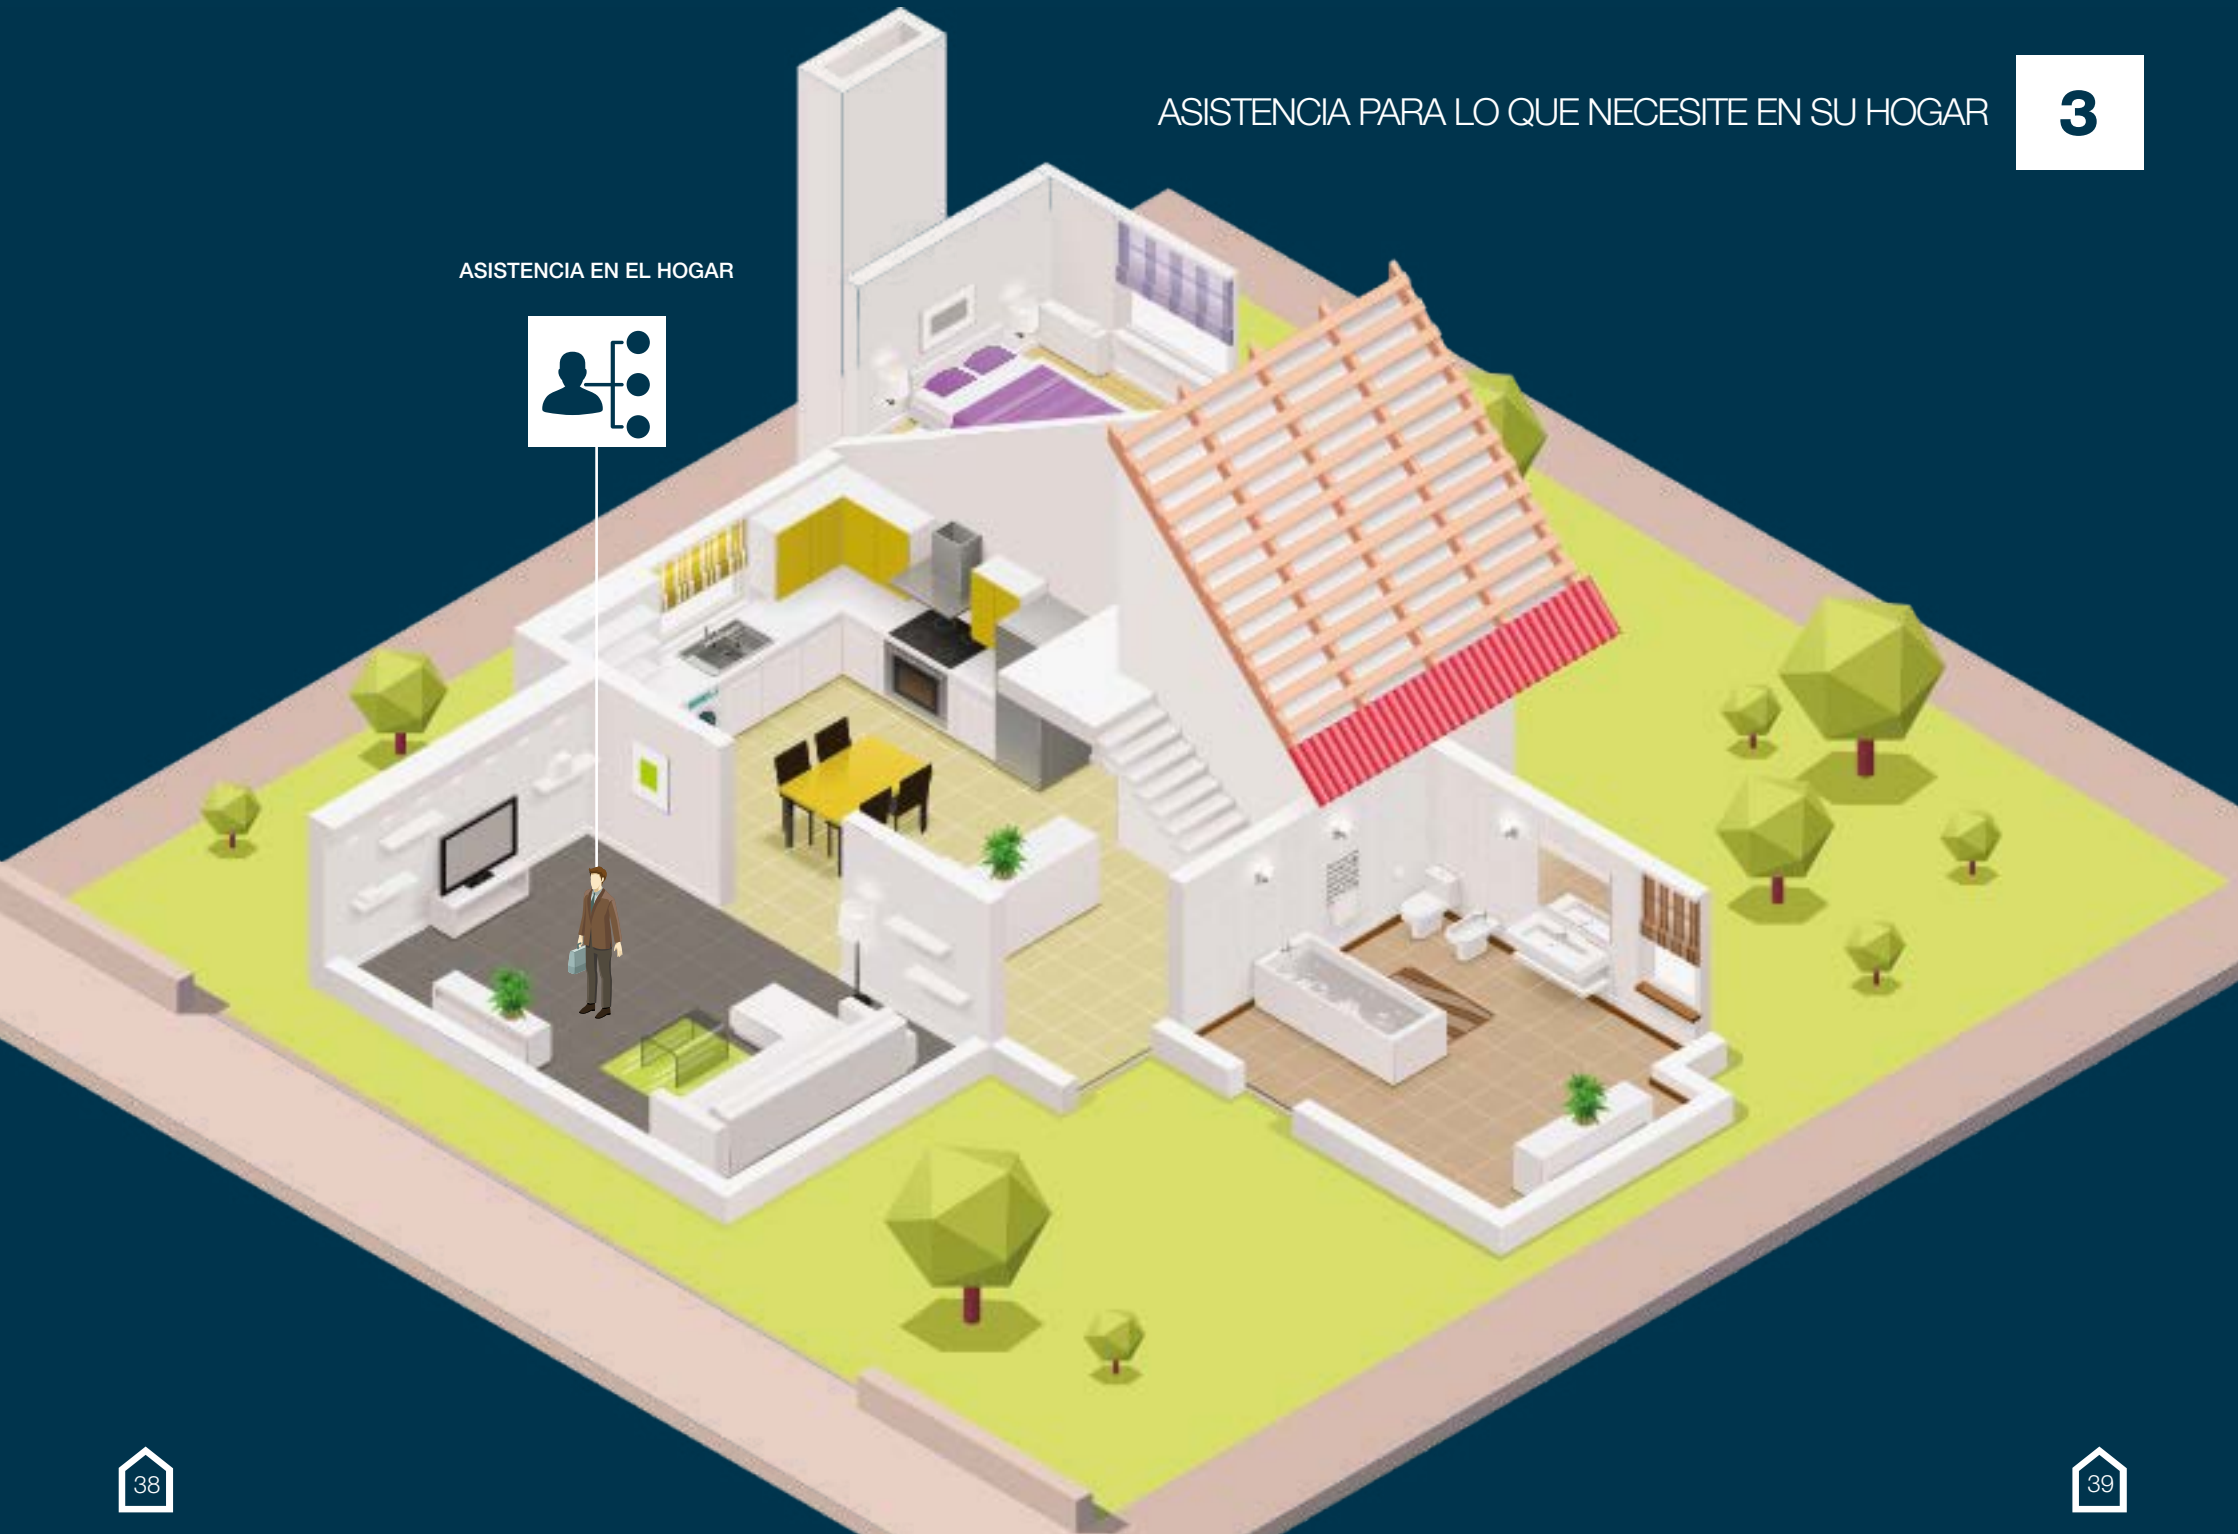 ASISTENCIA PARA LO QUE NECESITE EN SU HOGAR
3
ASISTENCIA EN EL HOGAR
38
39